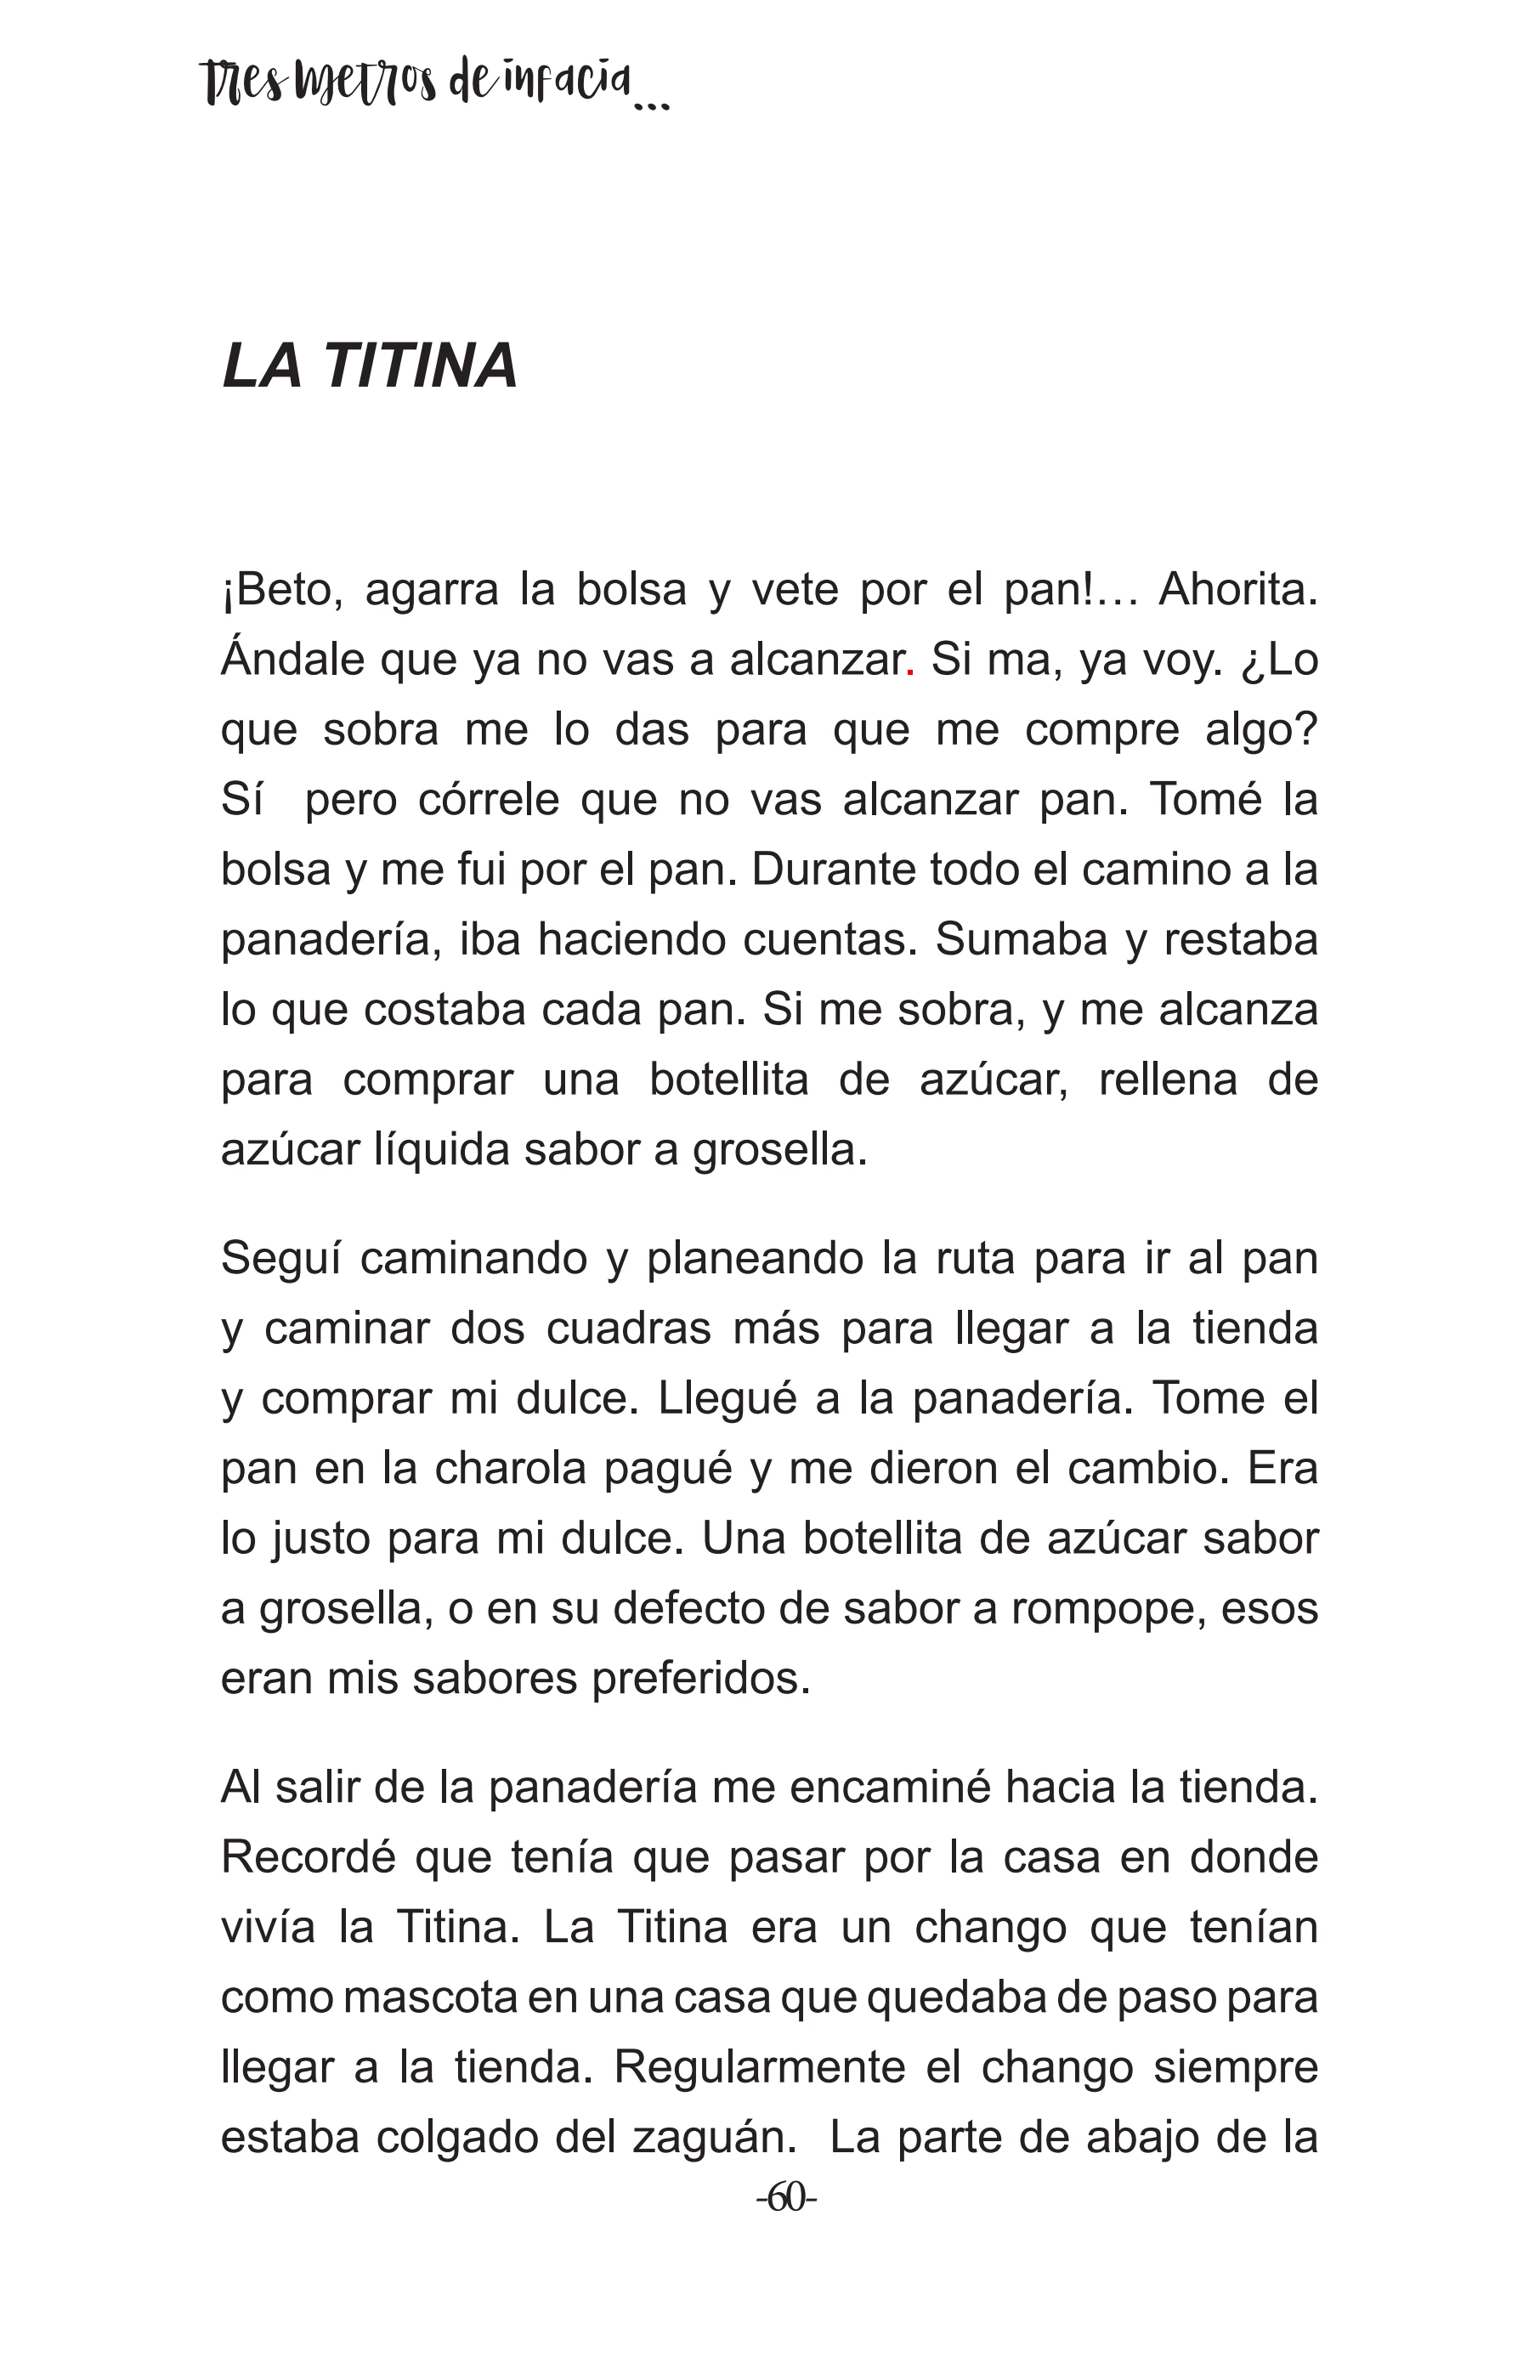 Tres metros de infacia...
LA TITINA
¡Beto, agarra la bolsa y vete por el pan!… Ahorita.
Ándale que ya no vas a alcanzar. Si ma, ya voy. ¿Lo
que sobra me lo das para que me compre algo?
Sí  pero córrele que no vas alcanzar pan. Tomé la
bolsa y me fui por el pan. Durante todo el camino a la
panadería, iba haciendo cuentas. Sumaba y restaba
lo que costaba cada pan. Si me sobra, y me alcanza
para comprar una botellita de azúcar, rellena de
azúcar líquida sabor a grosella.
Seguí caminando y planeando la ruta para ir al pan
y caminar dos cuadras más para llegar a la tienda
y comprar mi dulce. Llegué a la panadería. Tome el
pan en la charola pagué y me dieron el cambio. Era
lo justo para mi dulce. Una botellita de azúcar sabor
a grosella, o en su defecto de sabor a rompope, esos
eran mis sabores preferidos.
Al salir de la panadería me encaminé hacia la tienda.
Recordé que tenía que pasar por la casa en donde
vivía la Titina. La Titina era un chango que tenían
como mascota en una casa que quedaba de paso para
llegar a la tienda. Regularmente el chango siempre
estaba colgado del zaguán.  La parte de abajo de la
-60-